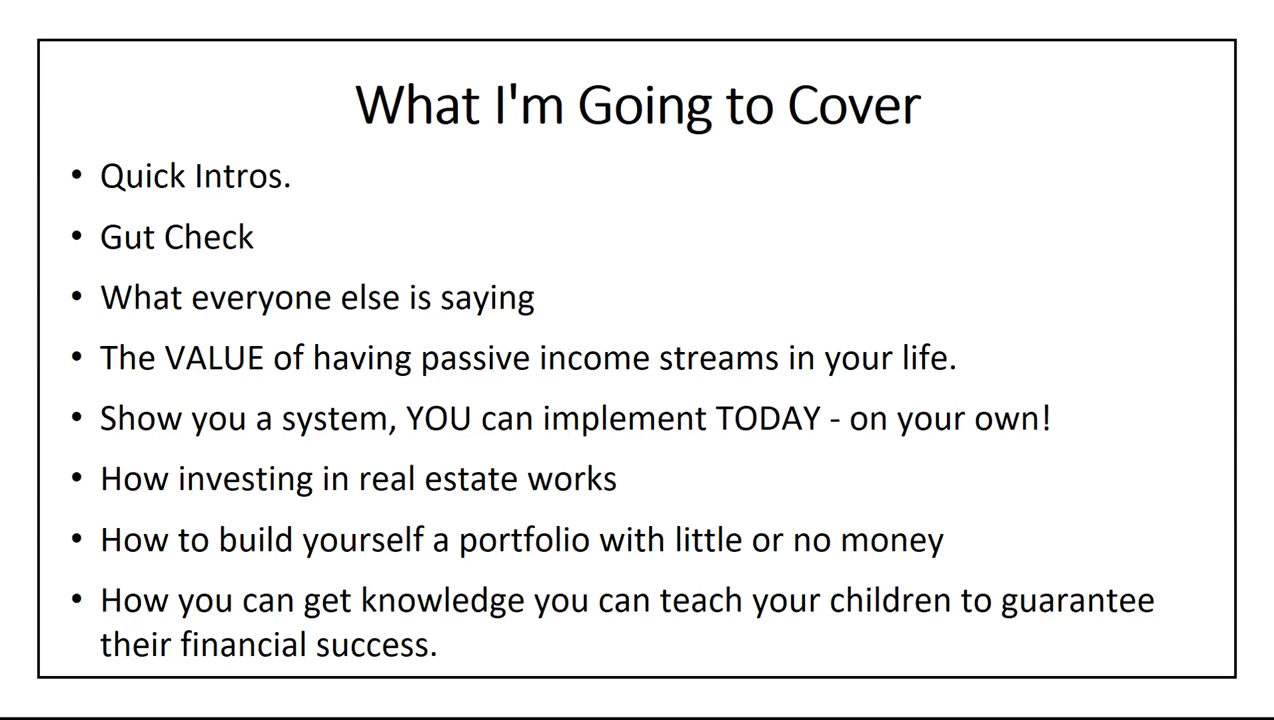 What I'm Going to Cover
• Quick Intros.
• Gut Check
• What everyone else is saying
• The VALUE of having passive income streams in your life.
• Show you a system, YOU can implement TODAY - on your own!
• How investing in real estate works
• How to build yourself a portfolio with little or no money
• How you can get knowledge you can teach your children to guarantee
their financial success.